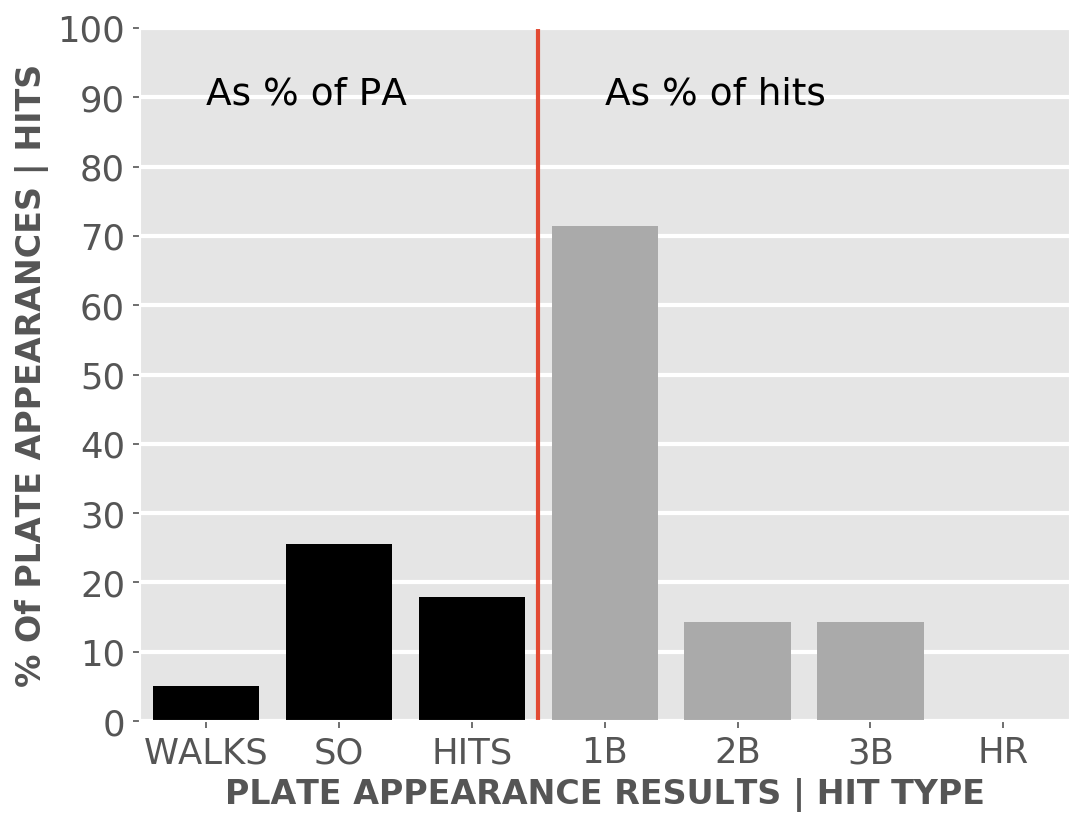 100
90
80
70
60
50
40
30
20
10
0
% Of PLATE APPEARANCES | HITS
As % of PA
As % of hits
WALKS SO HITS 1B 2B 3B HR
PLATE APPEARANCE RESULTS | HIT TYPE